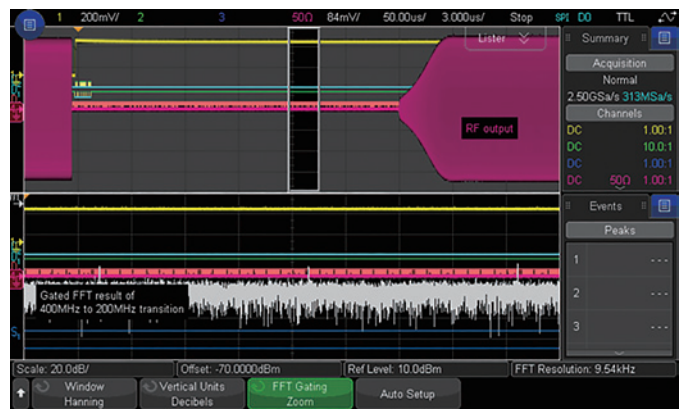 1 200mV/ 2 3 50Ω 84mV/ 50.00us/ 3.000us/ Stop SPI D0 TTL
Lister
Summary
Acquisition
Normal
2.50GSa/s 313MSa/s
Channels
DC 1.00:1
DC 10.0:1
DC 1.00:1
DC 50Ω 1.00:1
RF output
Events
Peaks
1 ---
2 ---
3 ---
Gated FFT result of
400MHz to 200MHz transition
Scale: 20.0dB/ Offset: -70.0000dBm Ref Level: 10.0dBm FFT Resolution: 9.54kHz
Window
Hanning
Vertical Units
Decibels
FFT Gating
Zoom
Auto Setup